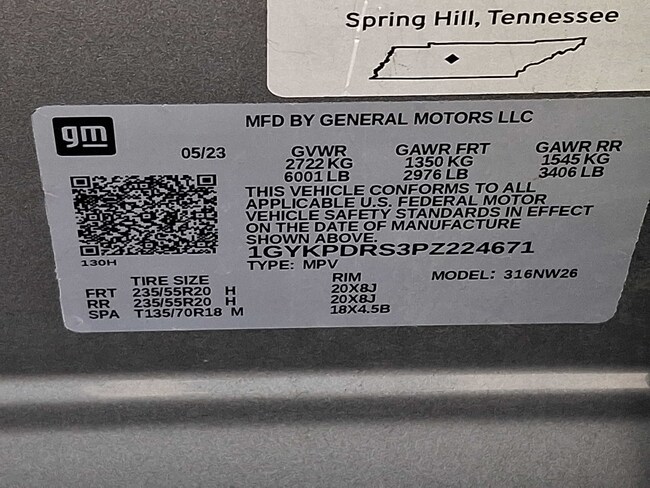 Spring Hill, Tennessee
gm
MFD BY GENERAL MOTORS LLC
05/23 GVWR GAWR FRT GAWR RR
2722 KG 1350 KG 1545 KG
6001 LB 2976 LB 3406 LB
THIS VEHICLE CONFORMS TO ALL
APPLICABLE U.S. FEDERAL MOTOR
VEHICLE SAFETY STANDARDS IN EFFECT
ON THE DATE OF MANUFACTURE
SHOWN ABOVE.
1GYKPDRS3PZ224671
130H
TYPE: MPV MODEL: 316NW26
TIRE SIZE RIM
FRT 235/55R20 H 20X8J
RR 235/55R20 H 20X8J
SPA T135/70R18 M 18X4.5B